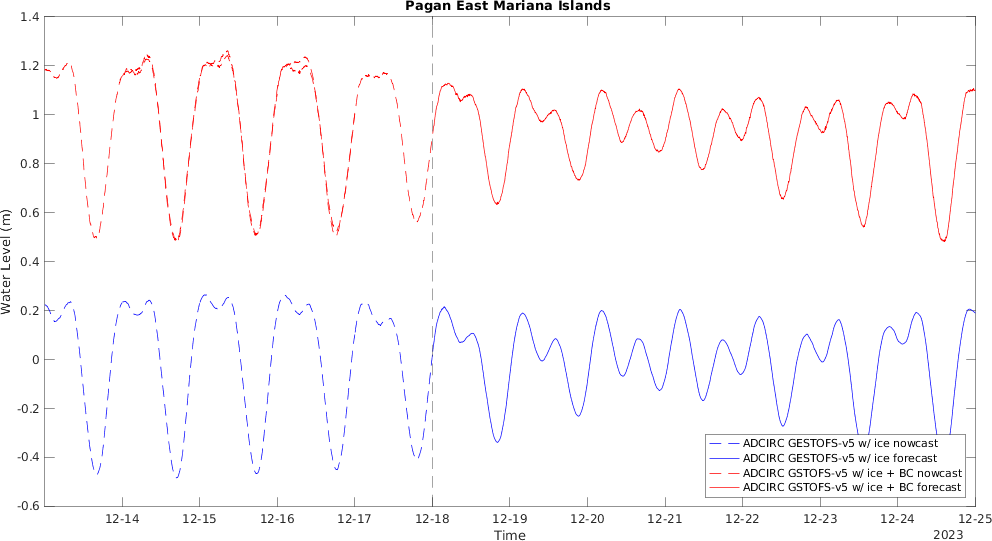 Pagan East Mariana Islands
1.4
1.2
1
0.8
0.6
0.4
0.2
0
-0.2
-0.4
-0.6
Water Level (m)
ADCIRC GESTOFS-v5 w/ ice nowcast
ADCIRC GESTOFS-v5 w/ ice forecast
ADCIRC GSTOFS-v5 w/ ice + BC nowcast
ADCIRC GSTOFS-v5 w/ ice + BC forecast
12-14 12-15 12-16 12-17 12-18 12-19 12-20 12-21 12-22 12-23 12-24 12-25
Time
2023